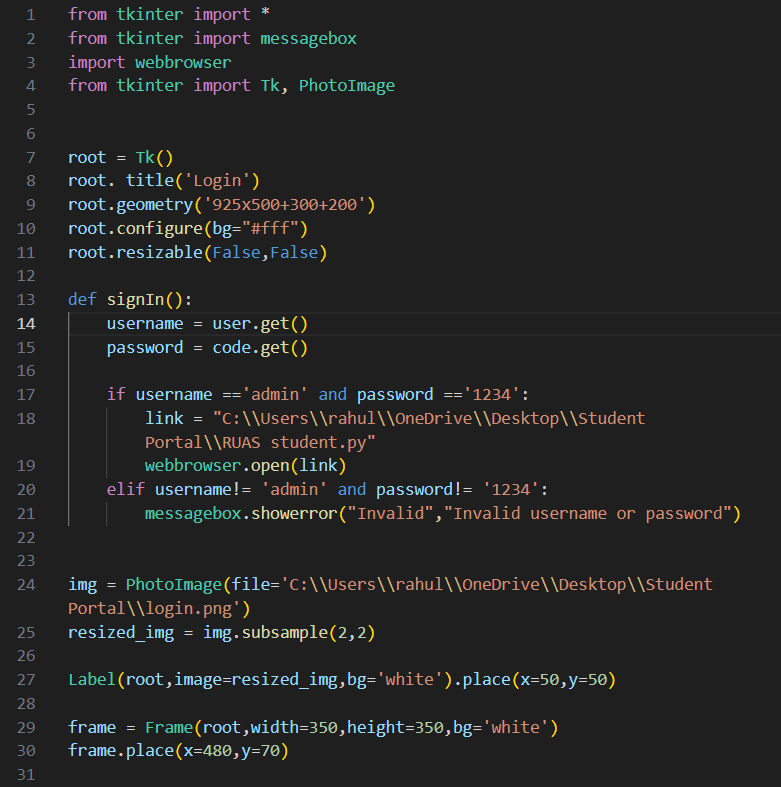 1 from tkinter import *
2 from tkinter import messagebox
3 import webbrowser
4 from tkinter import Tk, PhotoImage
5
6
7 root = Tk()
8 root. title('Login')
9 root.geometry('925x500+300+200')
10 root.configure(bg="#fff")
11 root.resizable(False,False)
12
13 def signIn():
14     username = user.get()
15     password = code.get()
16
17     if username =='admin' and password =='1234':
18         link = "C:\\Users\\rahul\\OneDrive\\Desktop\\Student
        Portal\\RUAS student.py"
19         webbrowser.open(link)
20     elif username!= 'admin' and password!= '1234':
21         messagebox.showerror("Invalid","Invalid username or password")
22
23
24 img = PhotoImage(file='C:\\Users\\rahul\\OneDrive\\Desktop\\Student
Portal\\login.png')
25 resized_img = img.subsample(2,2)
26
27 Label(root,image=resized_img,bg='white').place(x=50,y=50)
28
29 frame = Frame(root,width=350,height=350,bg='white')
30 frame.place(x=480,y=70)
31